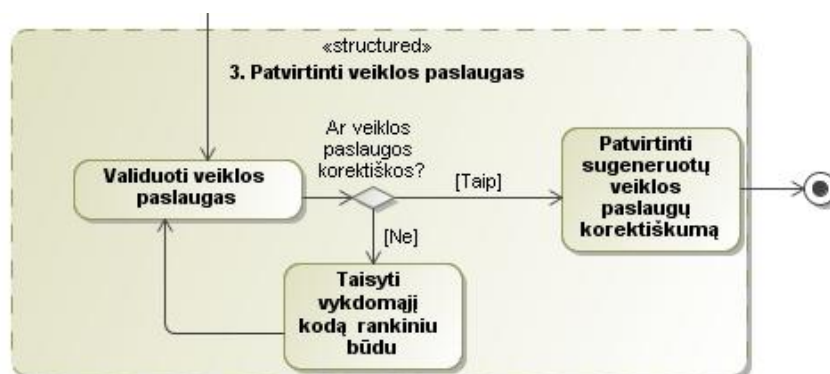 «structured»
3. Patvirtinti veiklos paslaugas
Ar veiklos
paslaugos
korektiškos?
Validuoti veiklos
paslaugas
[Taip]
Patvirtinti
sugeneruotų
veiklos
paslaugų
korektiškumą
[Ne]
Taisyti
vykdomąjį
kodą rankiniu
būdu